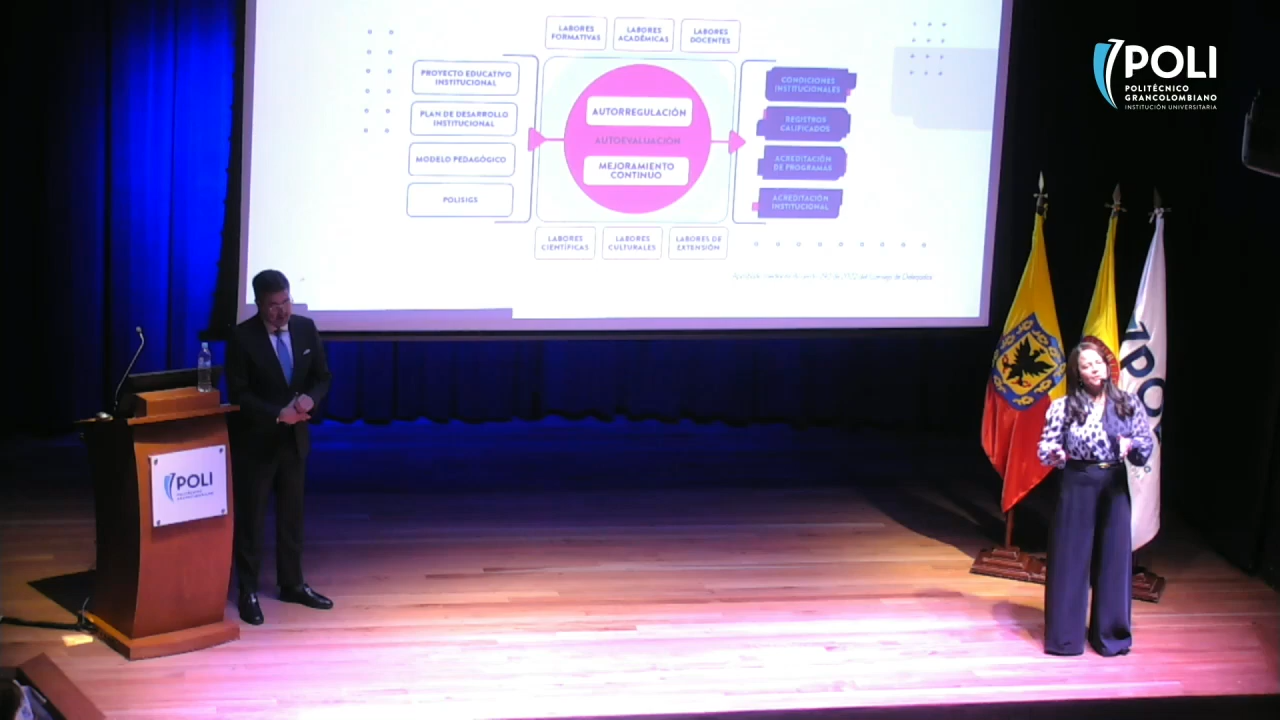 LABORES
FORMATIVAS
LABORES
ACADÉMICAS
LABORES
DOCENTES
PROYECTO EDUCATIVO
INSTITUCIONAL
PLAN DE DESARROLLO
INSTITUCIONAL
MODELO PEDAGÓGICO
POLISIGS
AUTORREGULACIÓN
AUTOEVALUACIÓN
MEJORAMIENTO
CONTINUO
CONDICIONES
INSTITUCIONALES
REGISTROS
CALIFICADOS
ACREDITACIÓN
DE PROGRAMAS
ACREDITACIÓN
INSTITUCIONAL
LABORES
CIENTÍFICAS
LABORES
CULTURALES
LABORES DE
EXTENSIÓN
POLI
POLITÉCNICO
GRANCOLOMBIANO
INSTITUCIÓN UNIVERSITARIA
POLI
POLITÉCNICO
GRANCOLOMBIANO